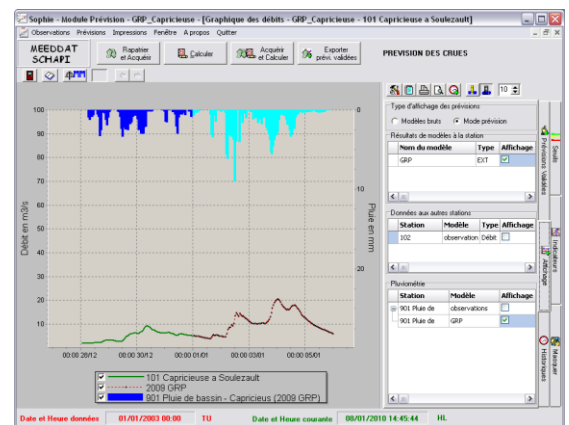 Sophie - Module Prévision - GRP_Capricieuse - [Graphique des débits - GRP_Capricieuse - 101 Capricieuse a Soulezault]
Observations Prévisions Impressions Fenêtre A propos Quitter
MEEDDAT
SCHAPI
Rapatrier
et Acquérir
Calculer
Acquérir
et Calculer
Exporter
prévi. validées
PREVISION DES CRUES
10
Type d'affichage des prévisions
Modèles bruts Mode prévision
Résultats de modèles à la station
Nom du modèle Type Affichage
GRP EXT
Données aux autres stations
Station Modèle Type Affichage
102 observation Débit
Pluviométrie
Station Modèle Affichage
901 Pluie de observations
901 Pluie de GRP
Prévisions Validées
Seuils
Affichage
Indicateurs
Historiques
Masquer
Débit en m3/s
100
90
80
70
60
50
40
30
20
10
0
10
20
Pluie en mm
00:00 28/12 00:00 30/12 00:00 01/01 00:00 03/01 00:00 05/01
101 Capricieuse a Soulezault
2009 GRP
901 Pluie de bassin - Capricieus (2009 GRP)
Date et Heure données 01/01/2003 00:00 TU Date et Heure courante 08/01/2010 14:45:44 HL